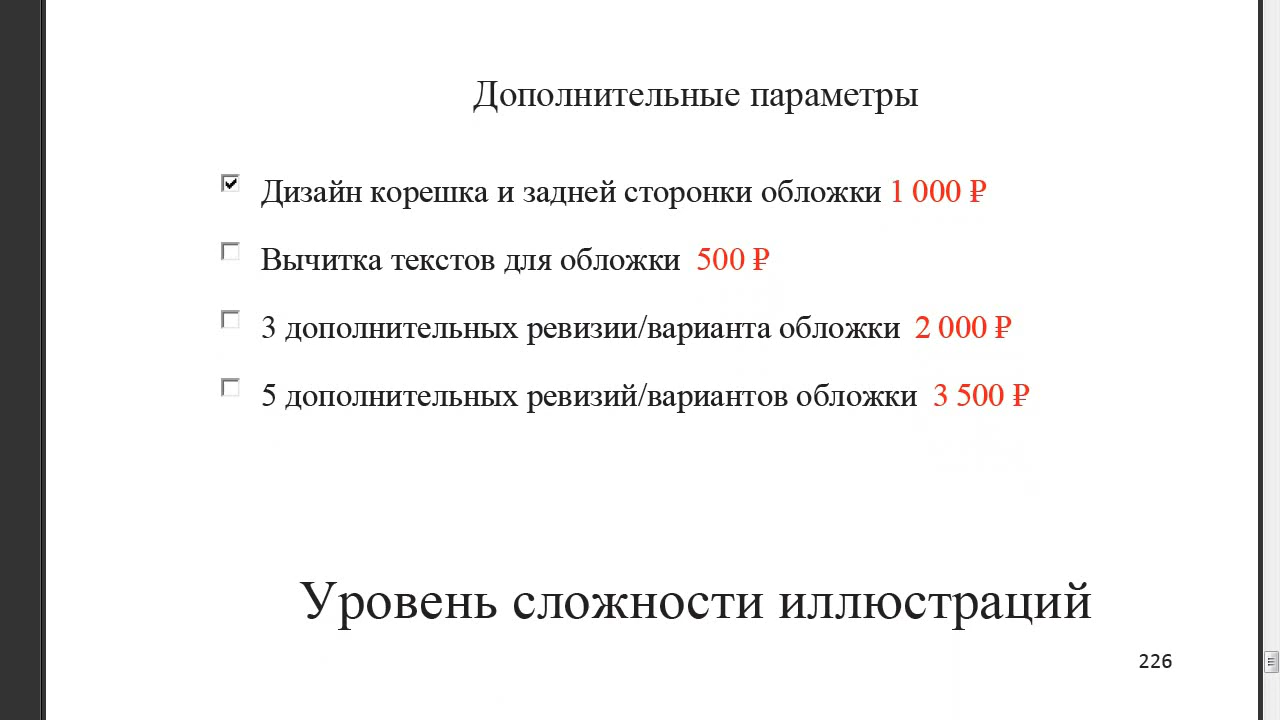 Дополнительные параметры
Дизайн корешка и задней сторонки обложки 1 000 ₽
Вычитка текстов для обложки 500 ₽
3 дополнительных ревизии/варианта обложки 2 000 ₽
5 дополнительных ревизий/вариантов обложки 3 500 ₽
Уровень сложности иллюстраций
226